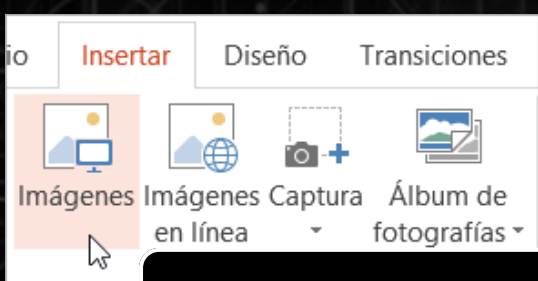 io Insertar Diseño Transiciones
Imágenes Imágenes Captura Álbum de
en línea fotografías